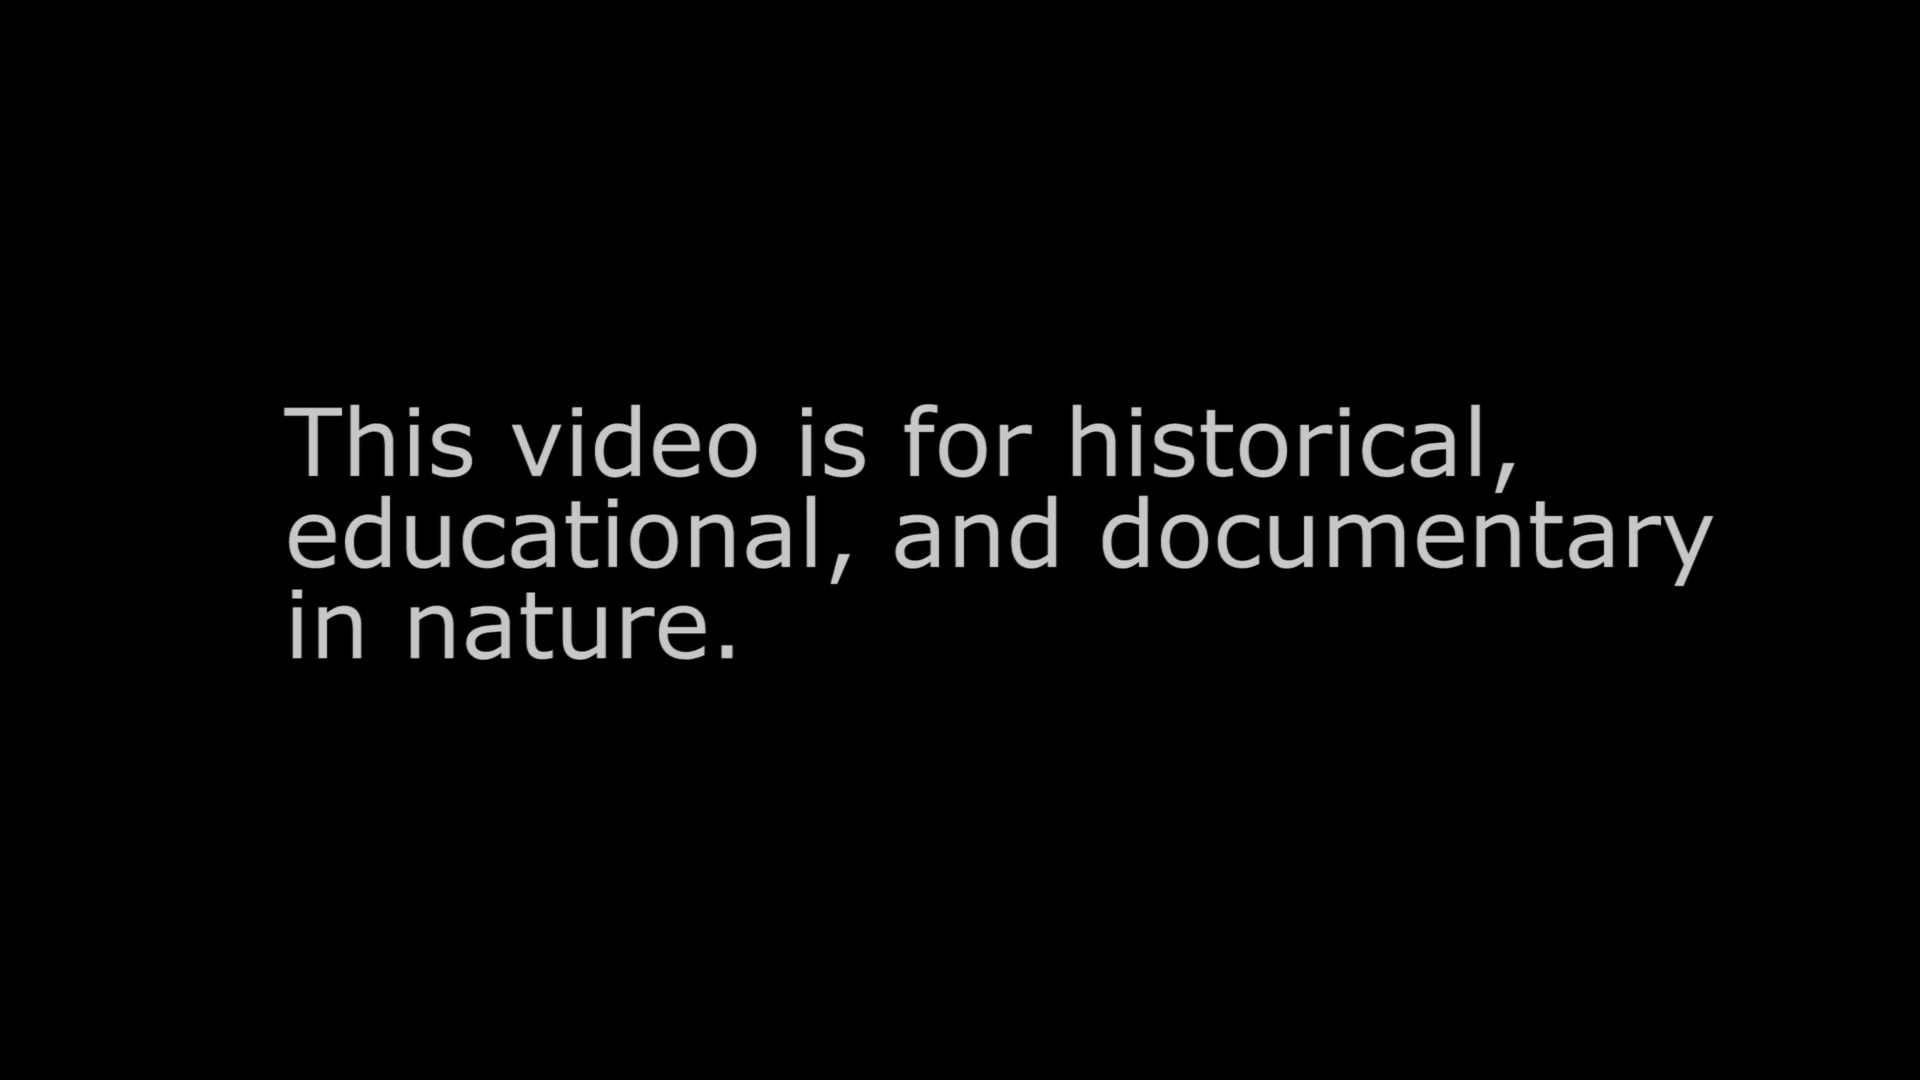 This video is for historical,
educational, and documentary
in nature.